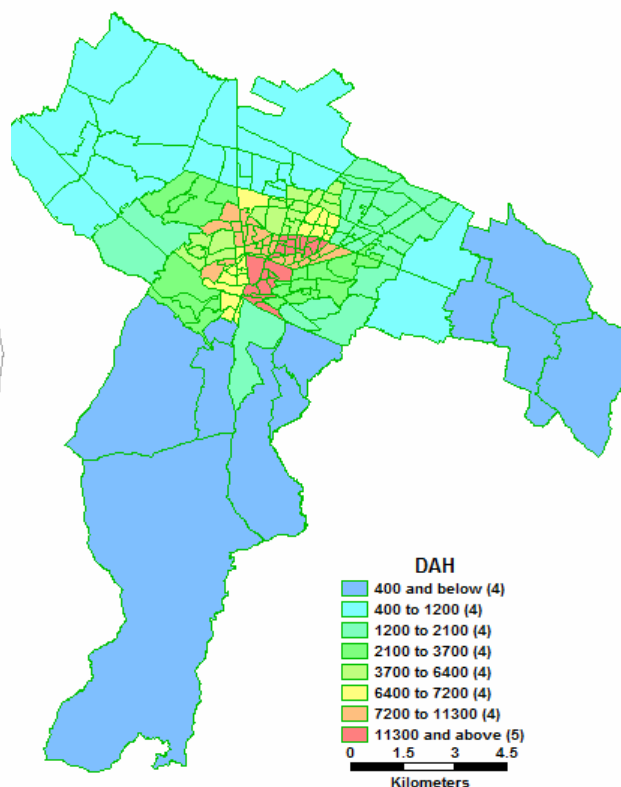 DAH
400 and below (4)
400 to 1200 (4)
1200 to 2100 (4)
2100 to 3700 (4)
3700 to 6400 (4)
6400 to 7200 (4)
7200 to 11300 (4)
11300 and above (5)
0 1.5 3 4.5
Kilometers